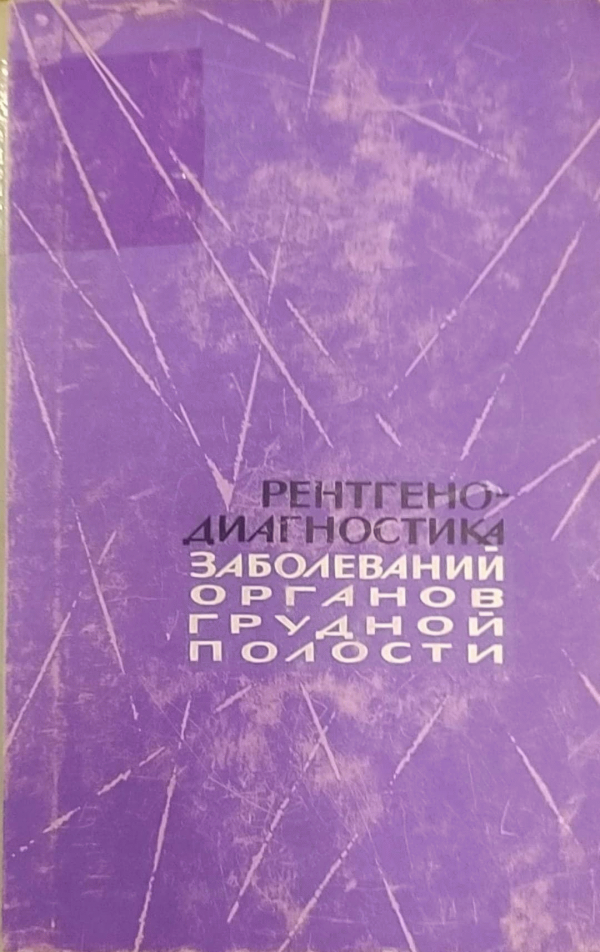 РЕНТГЕНО-
ДИАГНОСТИКА
ЗАБОЛЕВАНИЙ
ОРГАНОВ
ГРУДНОЙ
ПОЛОСТИ